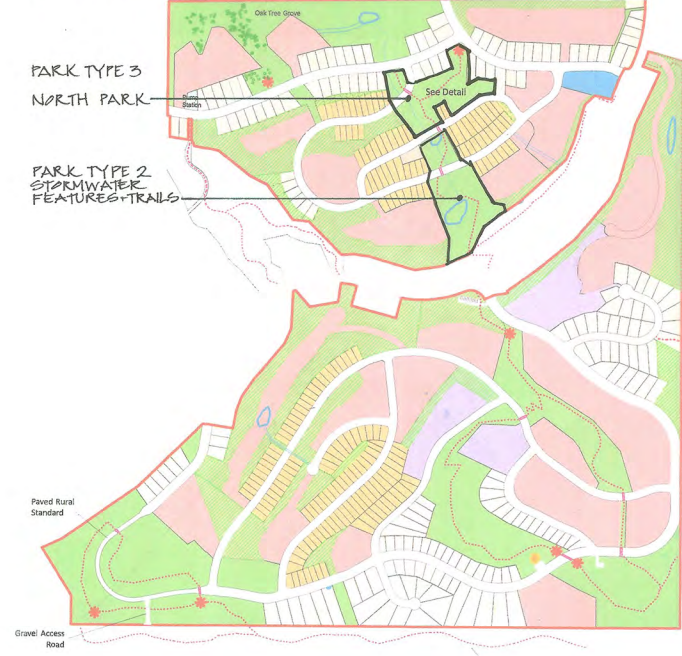 Oak Tree Grove
PARK TYPE 3
NORTH PARK
See Detail
Pump
Station
PARK TYPE 2
STORMWATER
FEATURES+TRAILS
Paved Rural
Standard
Gravel Access
Road